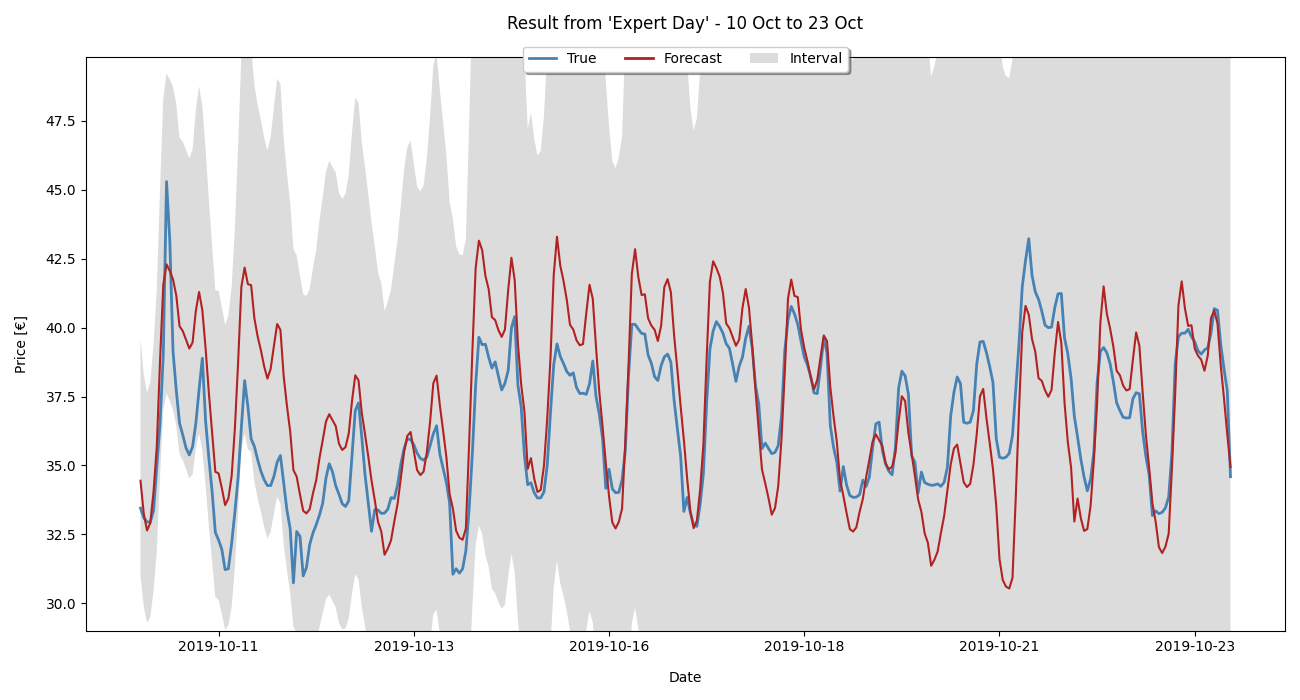 Result from 'Expert Day' - 10 Oct to 23 Oct
True Forecast Interval
Price [€]
47.5
45.0
42.5
40.0
37.5
35.0
32.5
30.0
2019-10-11 2019-10-13 2019-10-16 2019-10-18 2019-10-21 2019-10-23
Date